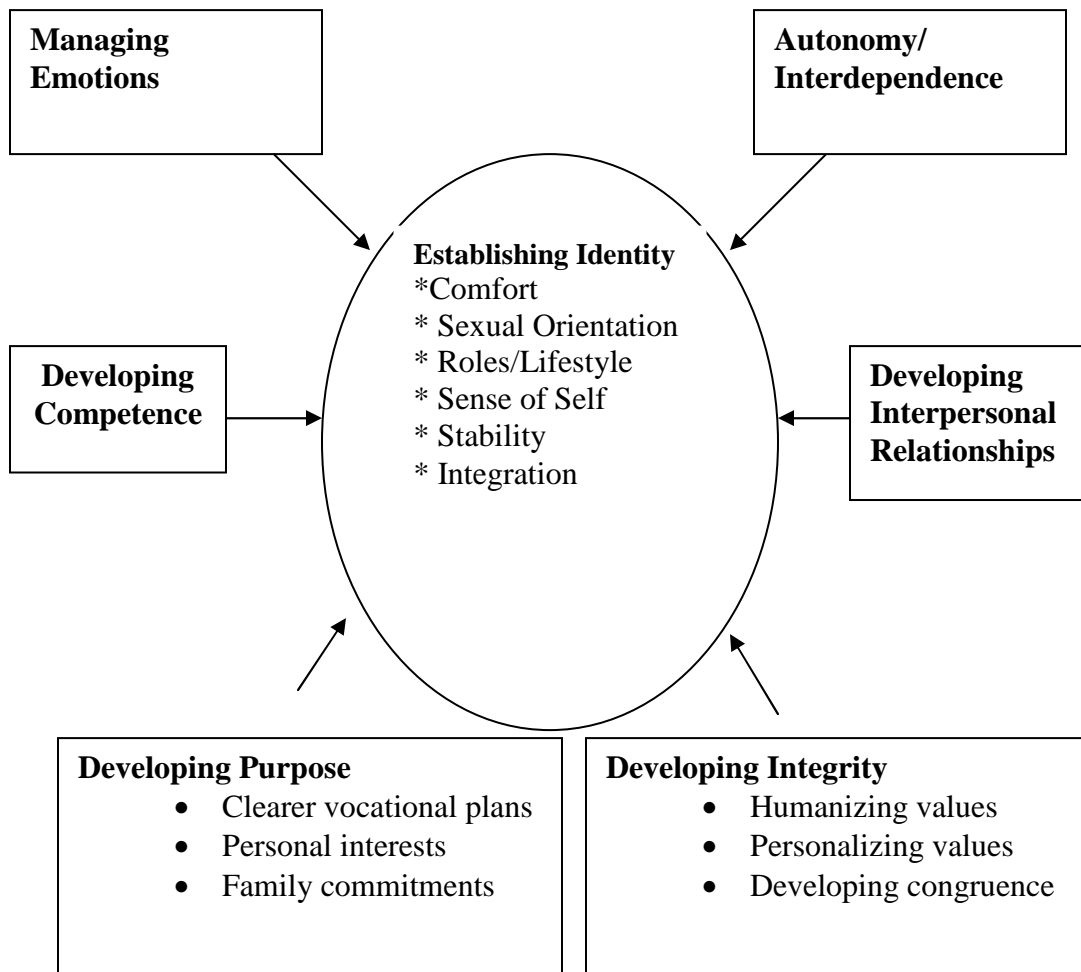 Managing
Emotions
Autonomy/
Interdependence
Establishing Identity
*Comfort
* Sexual Orientation
* Roles/Lifestyle
* Sense of Self
* Stability
* Integration
Developing
Competence
Developing
Interpersonal
Relationships
Developing Purpose
• Clearer vocational plans
• Personal interests
• Family commitments
Developing Integrity
• Humanizing values
• Personalizing values
• Developing congruence